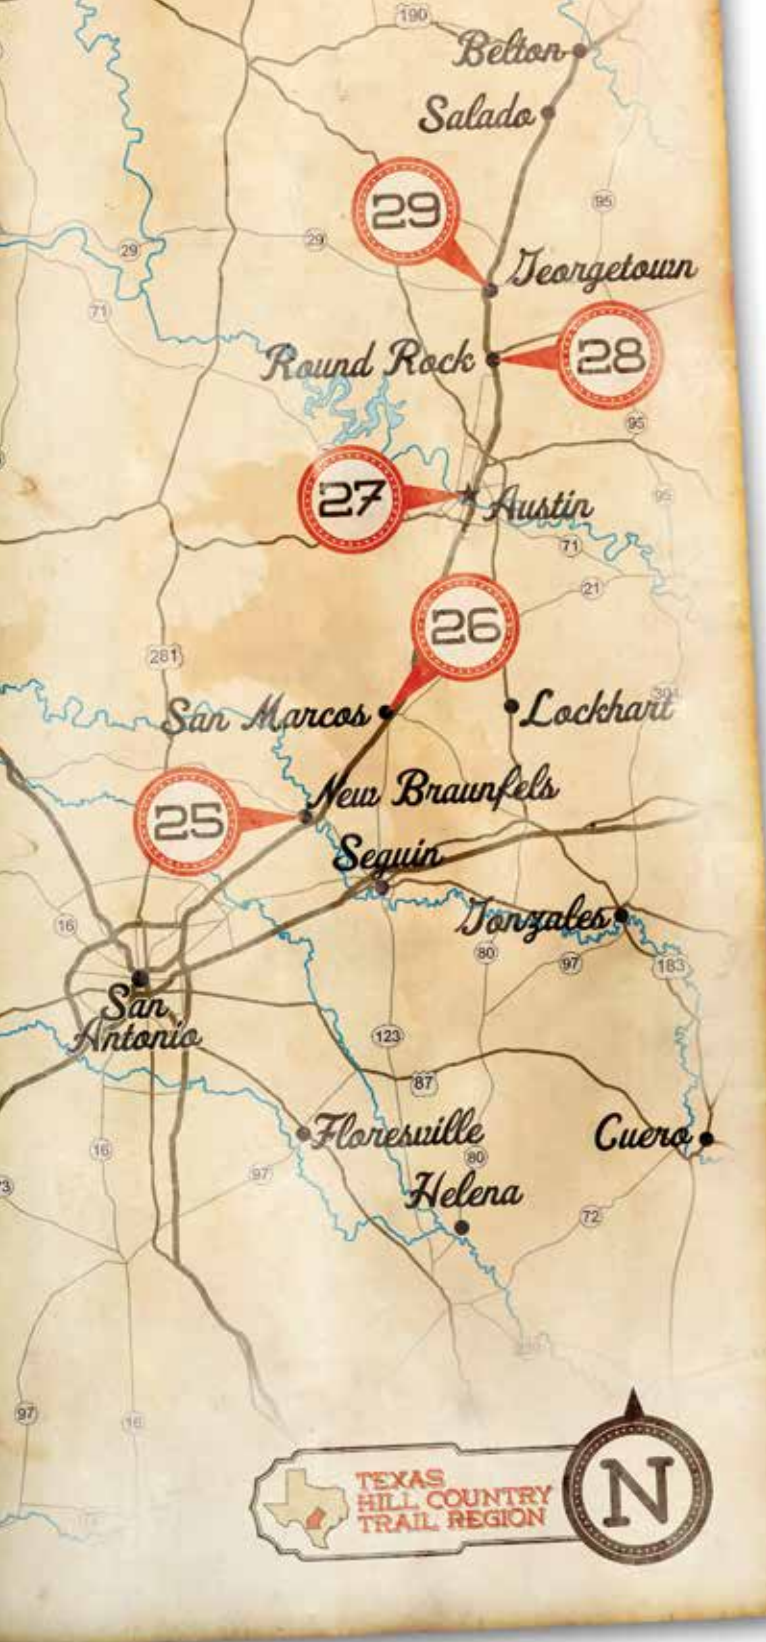 190
Belton
Salado
29
95
29
29
Georgetown
71
Round Rock
28
95
27
Austin
95
71
21
26
281
304
San Marcos
Lockhart
New Braunfels
25
Seguin
16
Gonzales
80
97
183
San
Antonio
123
87
Floresville
Cuero
16
80
97
Helena
72
97
16
TEXAS
HILL COUNTRY
TRAIL REGION
N